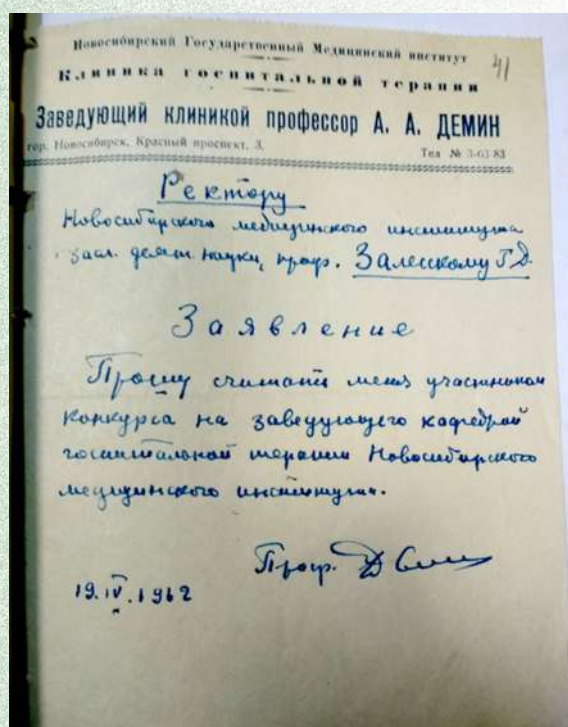 Новосибирский Государственный Медицинский институт
41
Клиника госпитальной терапии
Заведующий клиникой профессор А. А. ДЕМИН
гор. Новосибирск, Красный проспект, 3.
Тел № 3-63-83
Ректору
Новосибирского медицинского института
засл. деят. науки, проф. Залесскому Г.Д.
Заявление
Прошу считать меня участником
конкурса на заведующего кафедрой
госпитальной терапии Новосибирского
медицинского института.
Проф.
19.IV.1962